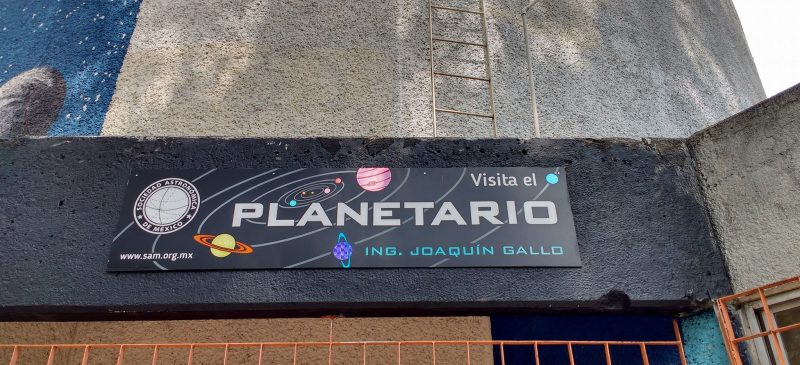 SOCIEDAD ASTRONÓMICA
DE MÉXICO
www.sam.org.mx
Visita el
PLANETARIO
ING. JOAQUÍN GALLO